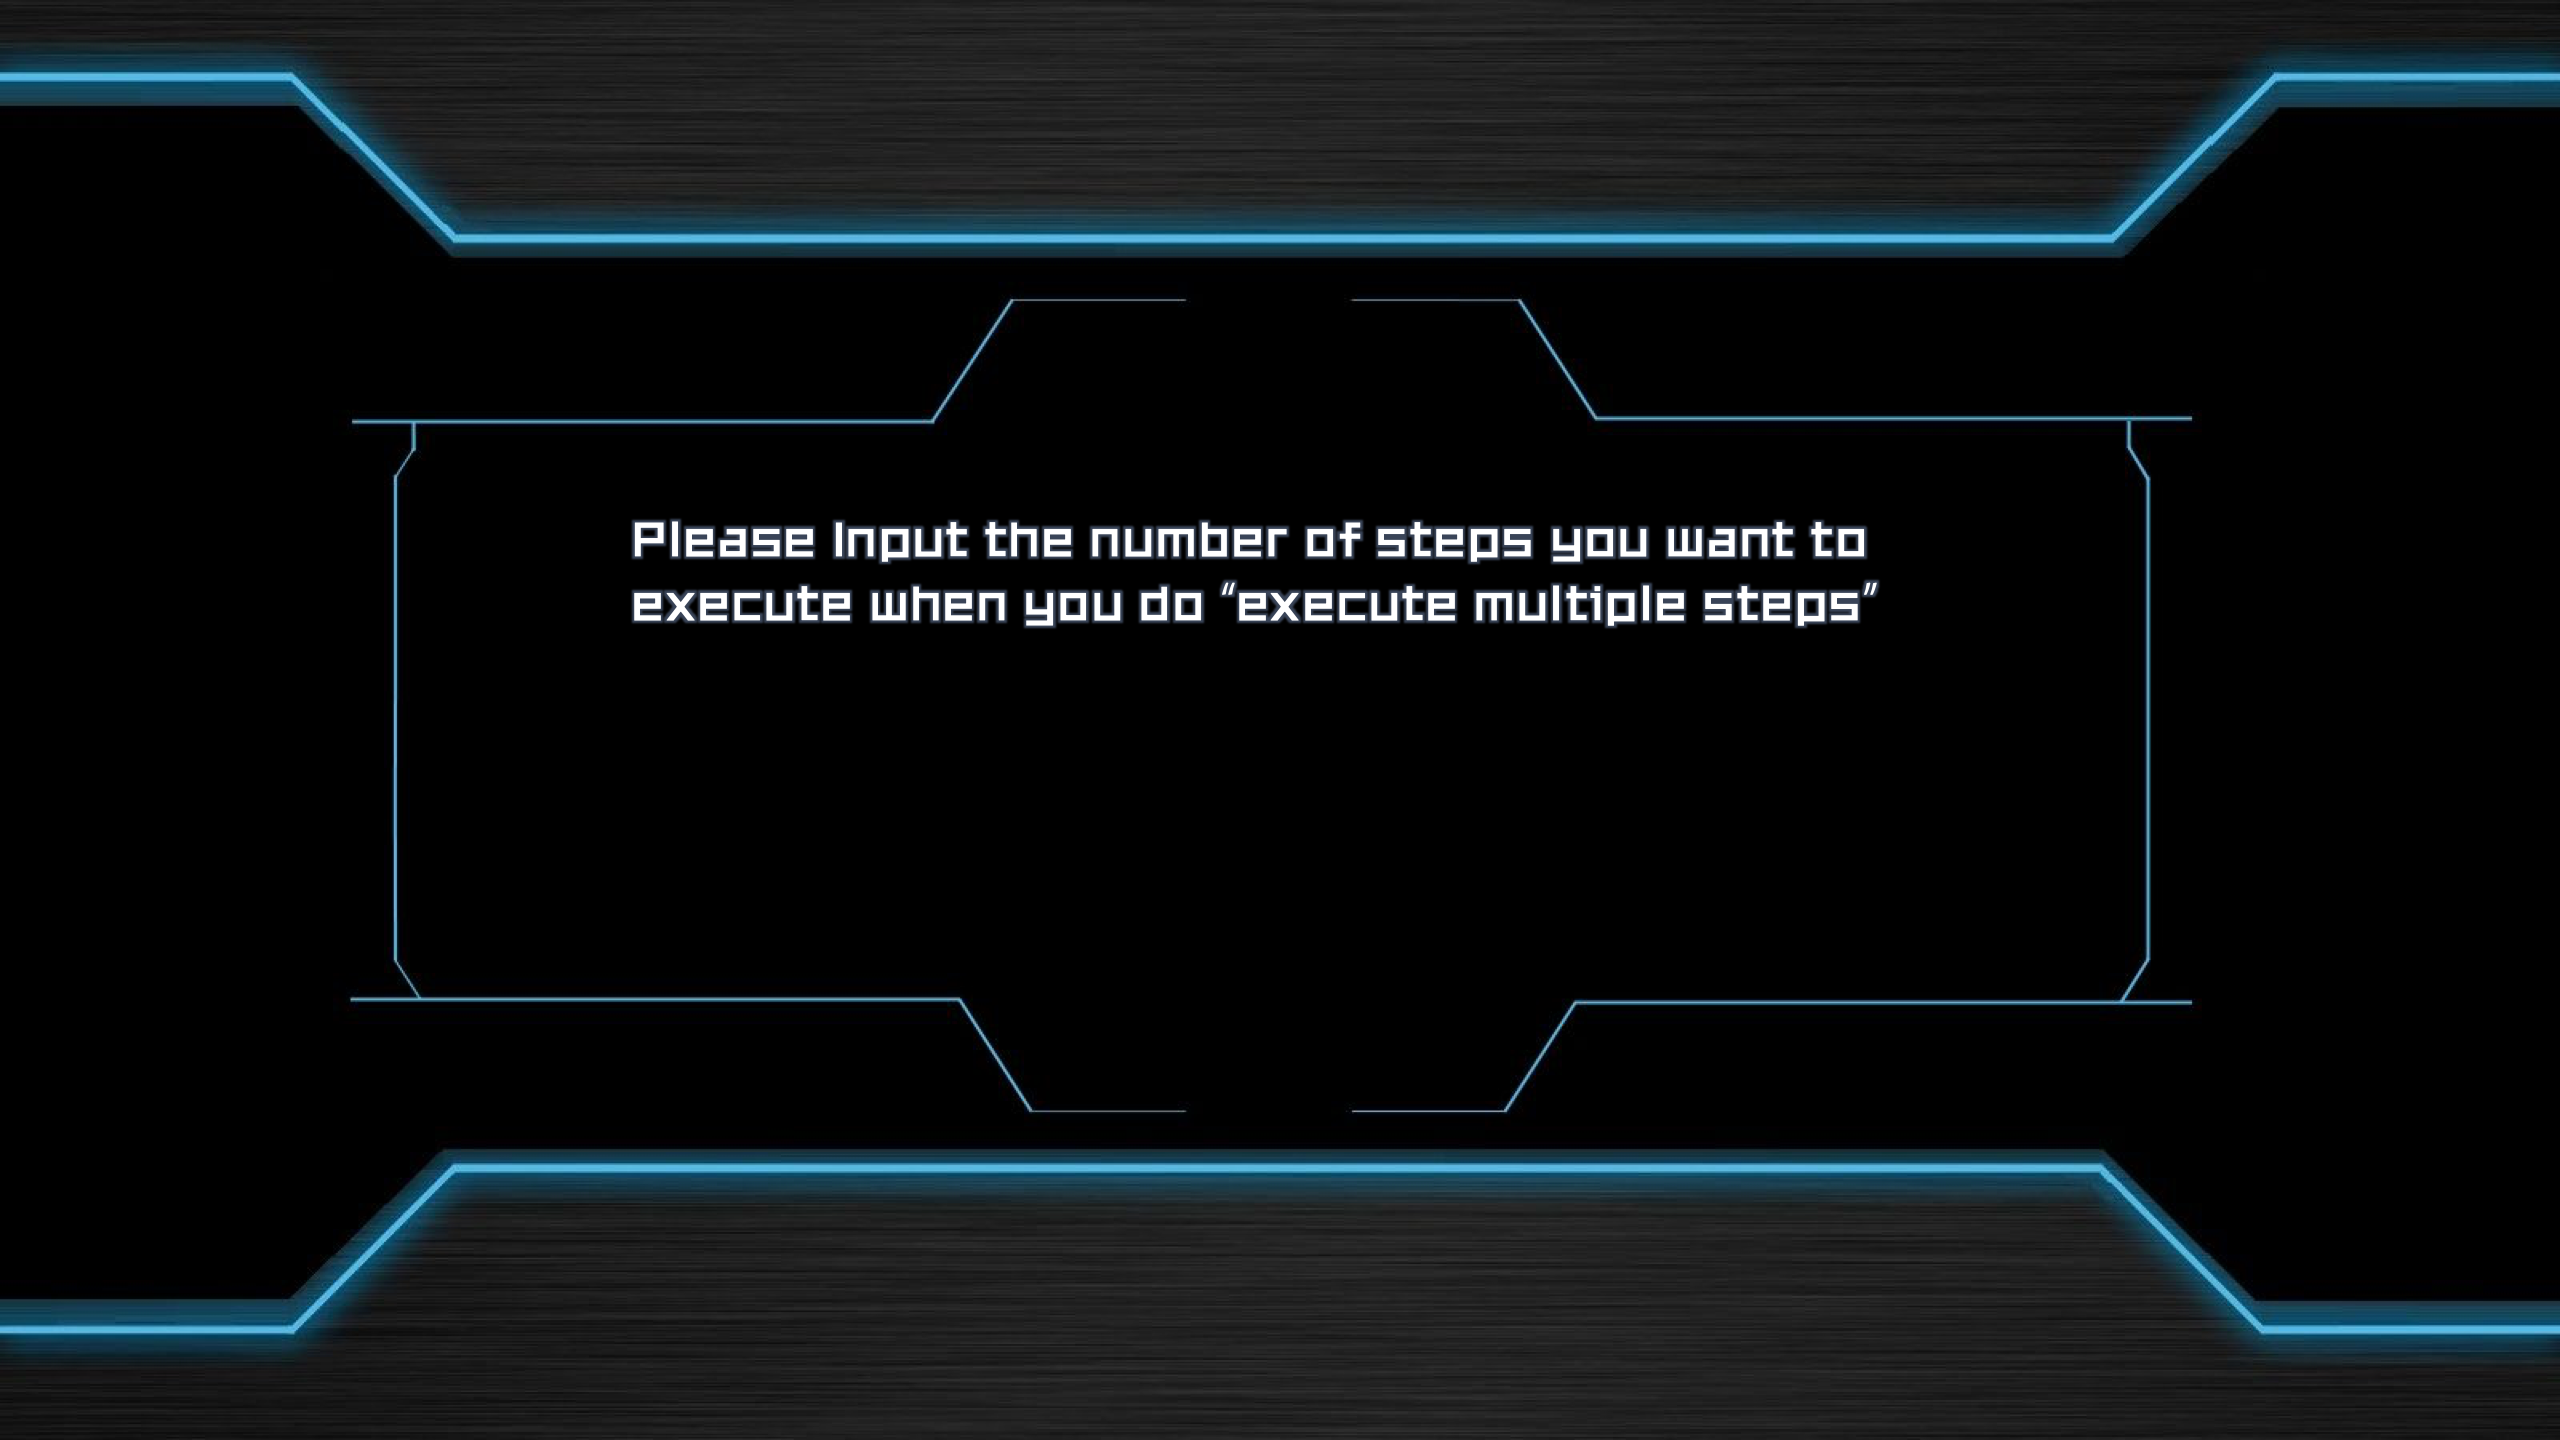 Please Input the number of steps you want to
execute when you do "execute multiple steps"